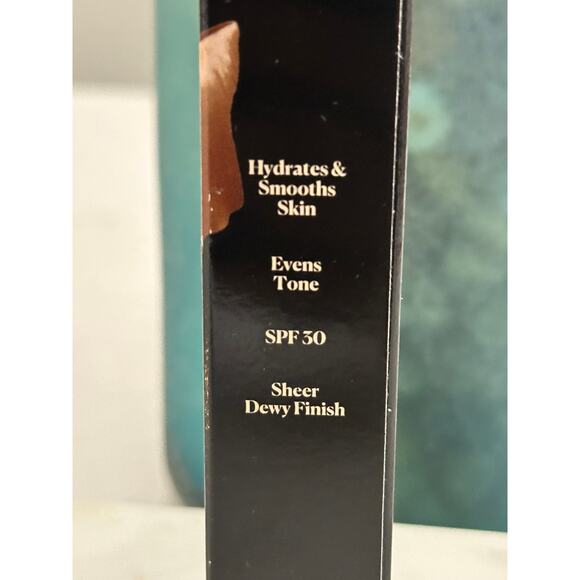 Hydrates &
Smooths
Skin
Evens
Tone
SPF 30
Sheer
Dewy Finish